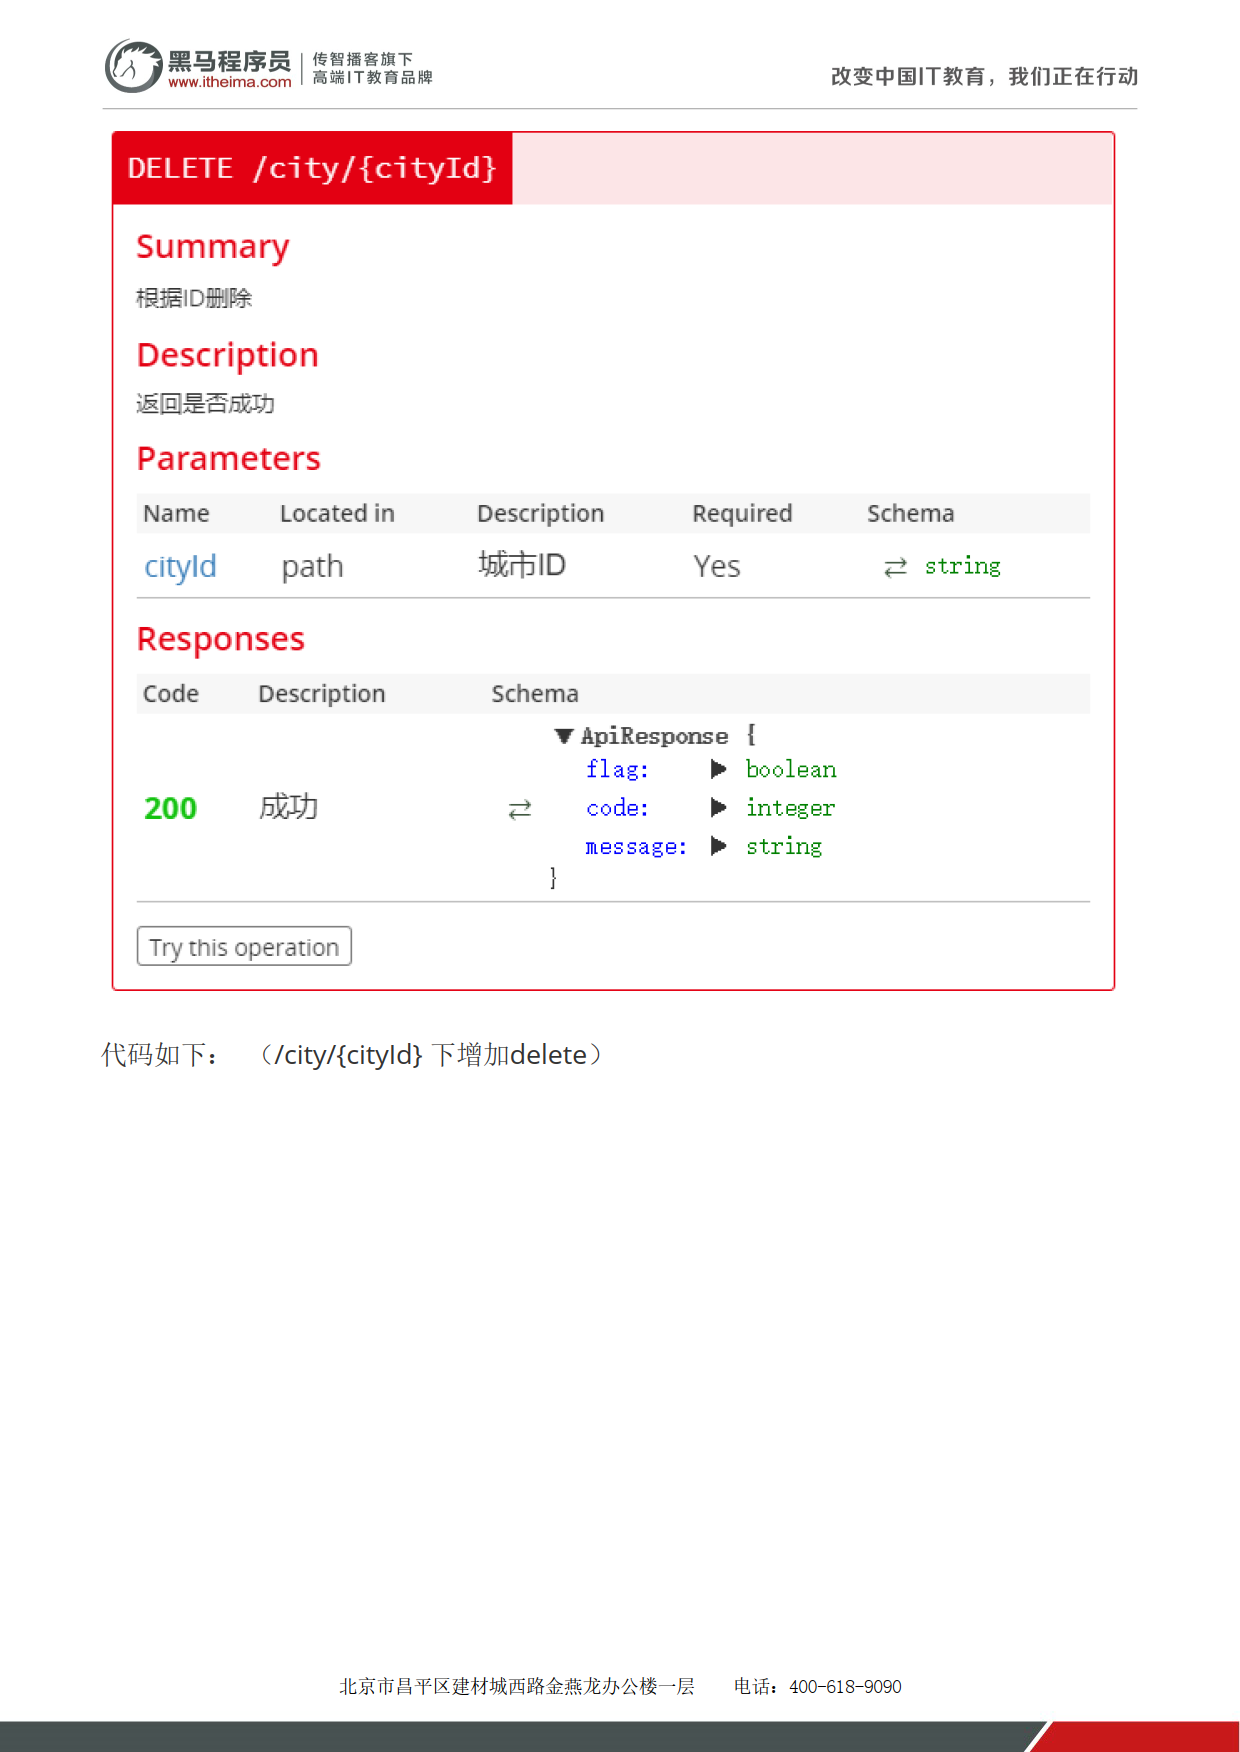 黑马程序员
www.itheima.com
传智播客旗下
高端IT教育品牌
改变中国IT教育，我们正在行动
DELETE /city/{cityId}
Summary
根据ID删除
Description
返回是否成功
Parameters
Name Located in Description Required Schema
cityId path 城市ID Yes ⇄ string
Responses
Code Description Schema
▼ ApiResponse {
flag: ▶ boolean
200 成功 ⇄ code: ▶ integer
message: ▶ string
}
Try this operation
代码如下： （/city/{cityId} 下增加delete）
北京市昌平区建材城西路金燕龙办公楼一层 电话：400-618-9090